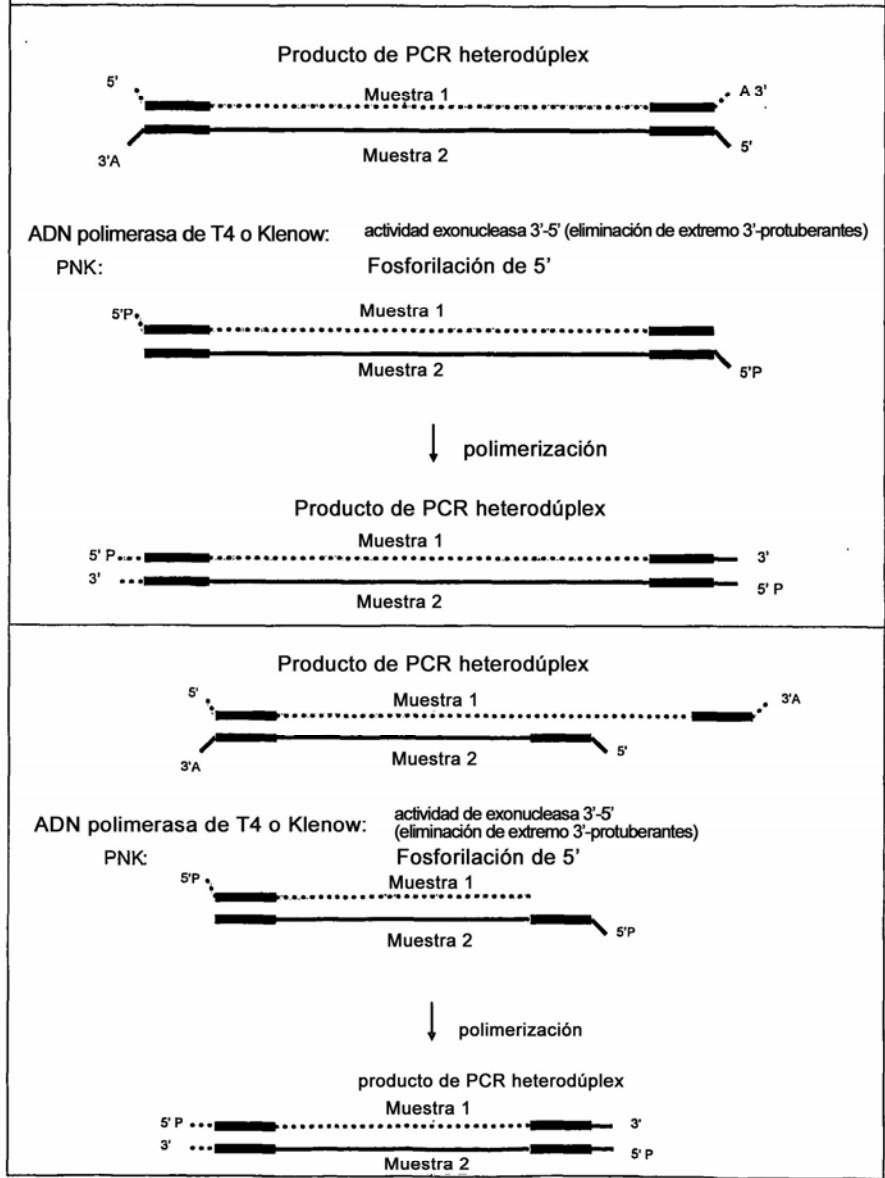 Producto de PCR heterodúplex
5'
Muestra 1
A 3'
3'A
Muestra 2
5'
ADN polimerasa de T4 o Klenow: actividad exonucleasa 3'-5' (eliminación de extremo 3'-protuberantes)
PNK: Fosforilación de 5'
5'P
Muestra 1
Muestra 2
5'P
polimerización
Producto de PCR heterodúplex
Muestra 1
5' P
3'
3'
5' P
Muestra 2
Producto de PCR heterodúplex
5'
Muestra 1
3'A
3'A
Muestra 2
5'
ADN polimerasa de T4 o Klenow: actividad de exonucleasa 3'-5'
(eliminación de extremo 3'-protuberantes)
PNK: Fosforilación de 5'
5'P
Muestra 1
Muestra 2
5'P
polimerización
producto de PCR heterodúplex
Muestra 1
5' P
3'
3'
5' P
Muestra 2